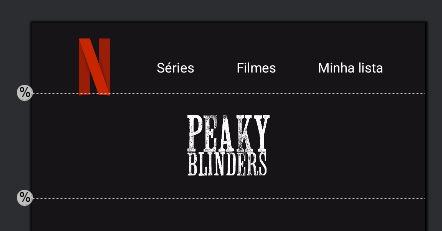 N
Séries Filmes Minha lista
%
PEAKY
BLINDERS
%